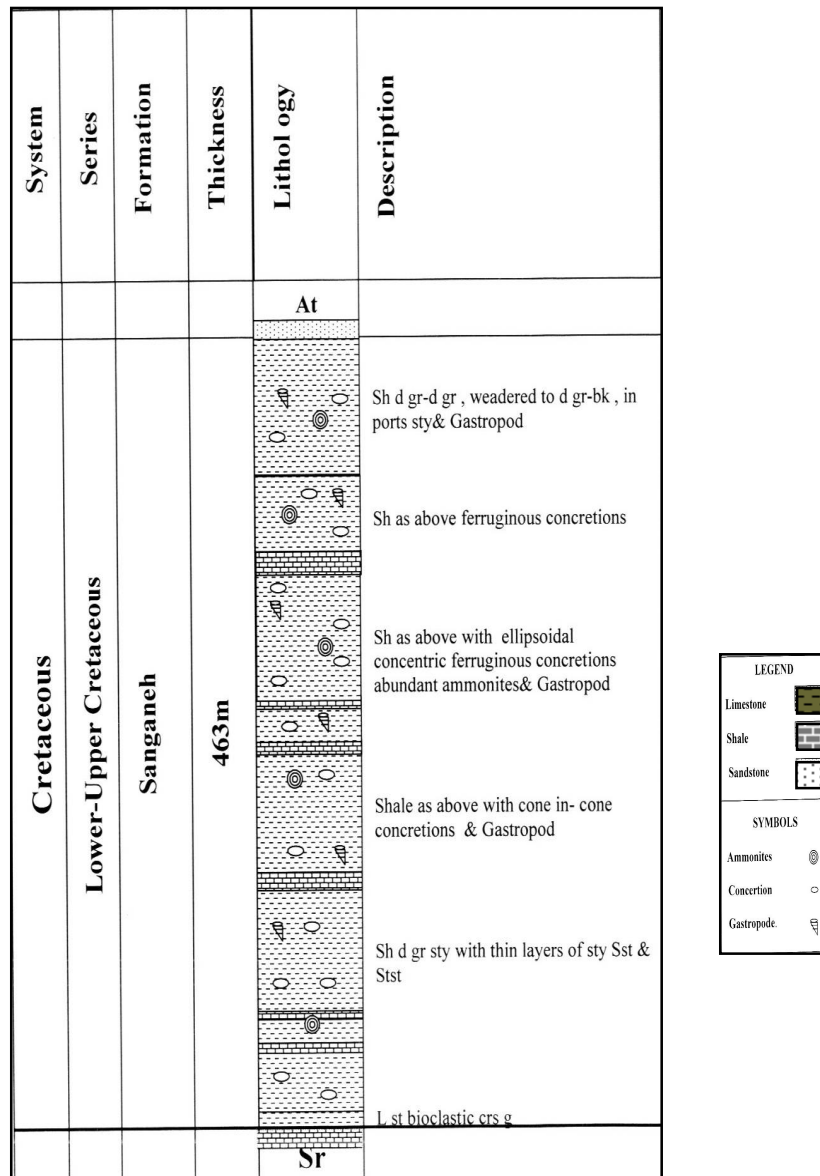 System
Series
Formation
Thickness
Lithol ogy
Description
At
Cretaceous
Lower-Upper Cretaceous
Sanganeh
463m
Sh d gr-d gr , weadered to d gr-bk , in
ports sty& Gastropod
Sh as above ferruginous concretions
Sh as above with ellipsoidal
concentric ferruginous concretions
abundant ammonites& Gastropod
Shale as above with cone in- cone
concretions & Gastropod
Sh d gr sty with thin layers of sty Sst &
Stst
L st bioclastic crs g
Sr
LEGEND
Limestone
Shale
Sandstone
SYMBOLS
Ammonites
Concertion
Gastropode.